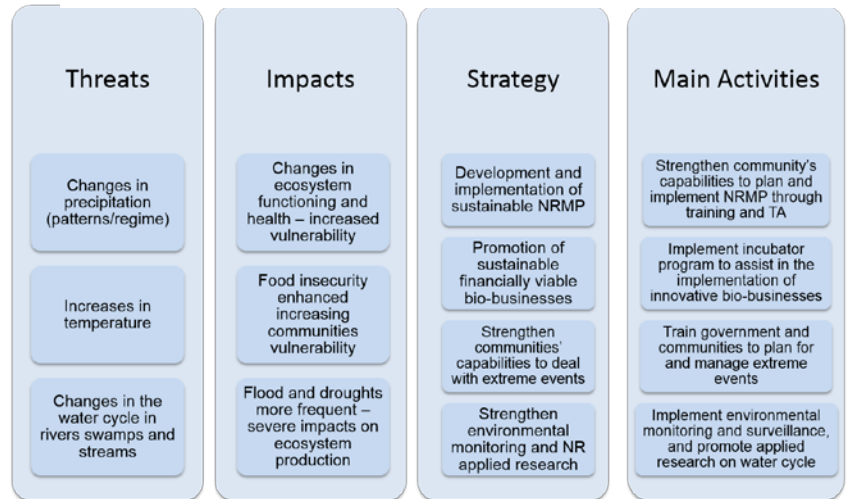 Threats
Changes in
precipitation
(patterns/regime)
Increases in
temperature
Changes in the
water cycle in
rivers swamps and
streams
Impacts
Changes in
ecosystem
functioning and
health – increased
vulnerability
Food insecurity
enhanced
increasing
communities
vulnerability
Flood and droughts
more frequent –
severe impacts on
ecosystem
production
Strategy
Development and
implementation of
sustainable NRMP
Promotion of
sustainable
financially viable
bio-businesses
Strengthen
communities’
capabilities to deal
with extreme events
Strengthen
environmental
monitoring and NR
applied research
Main Activities
Strengthen community’s
capabilities to plan and
implement NRMP through
training and TA
Implement incubator
program to assist in the
implementation of
innovative bio-businesses
Train government and
communities to plan for
and manage extreme
events
Implement environmental
monitoring and surveillance,
and promote applied
research on water cycle